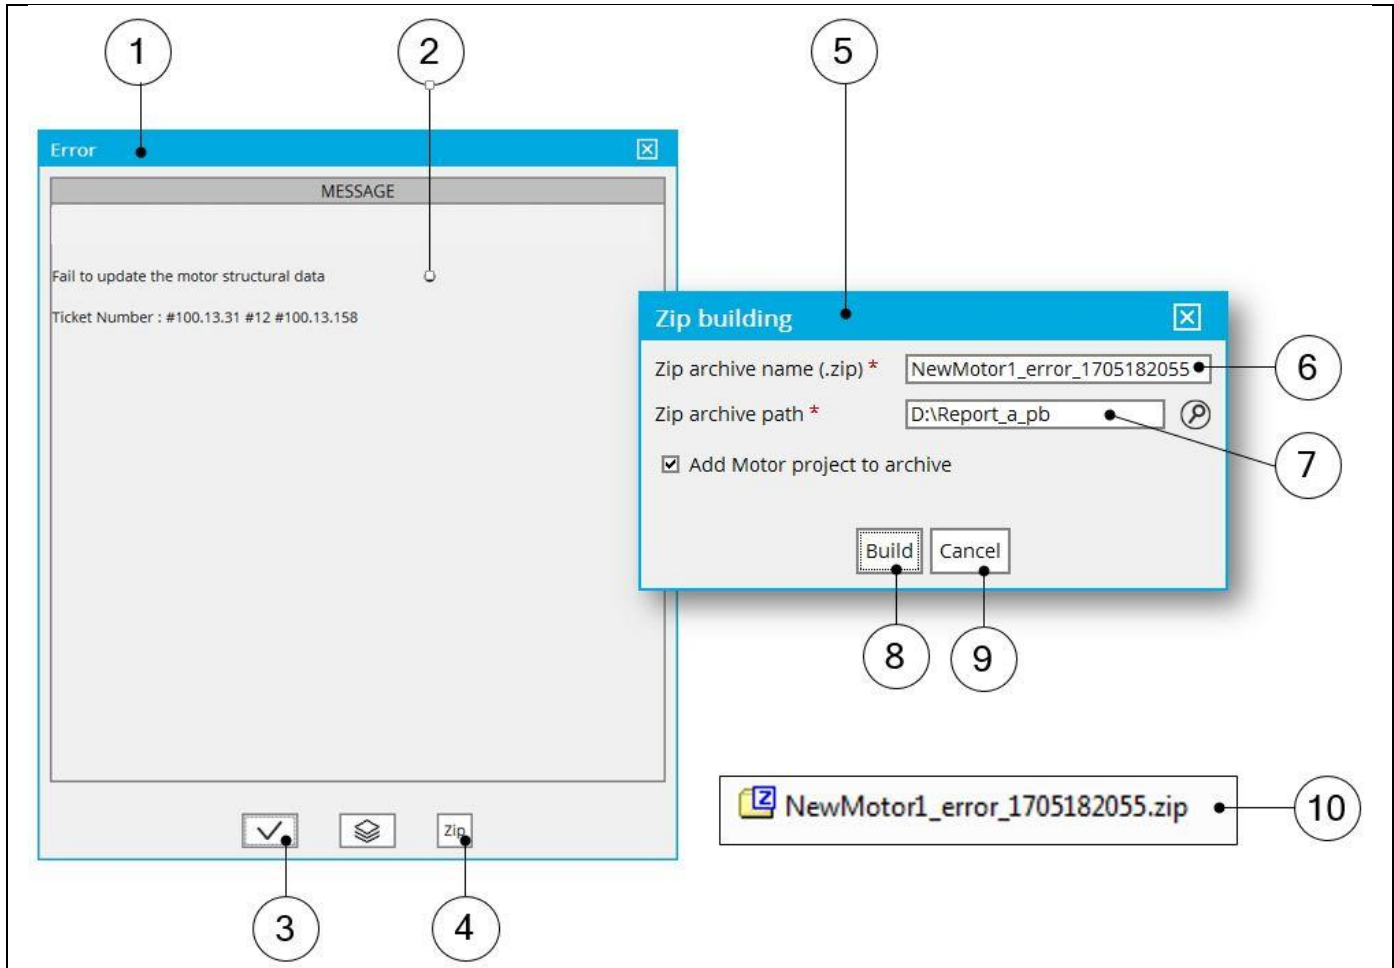 1
2
5
Error
MESSAGE
Fail to update the motor structural data
Ticket Number : #100.13.31 #12 #100.13.158
Zip building
Zip archive name (.zip) * NewMotor1_error_1705182055
6
Zip archive path * D:\Report_a_pb
7
Add Motor project to archive
Build Cancel
8
9
NewMotor1_error_1705182055.zip
10
Zip
3
4